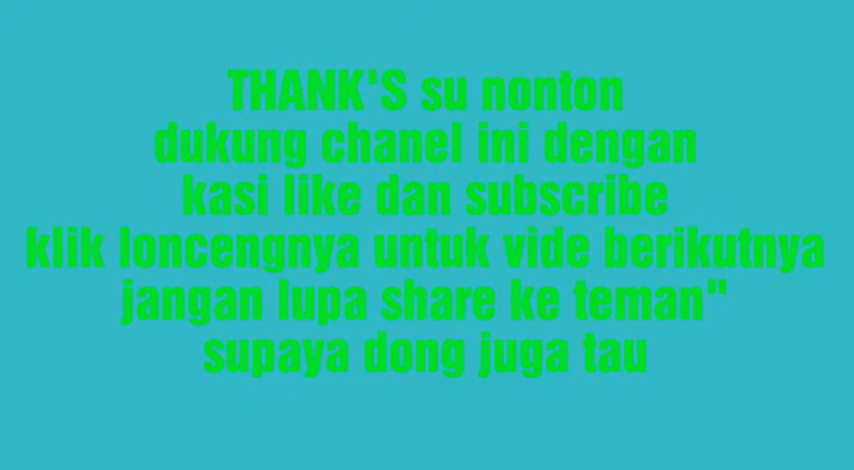 THANK'S su nonton
dukung chanel ini dengan
kasi like dan subscribe
klik loncengnya untuk vide berikutnya
jangan lupa share ke teman"
supaya dong juga tau